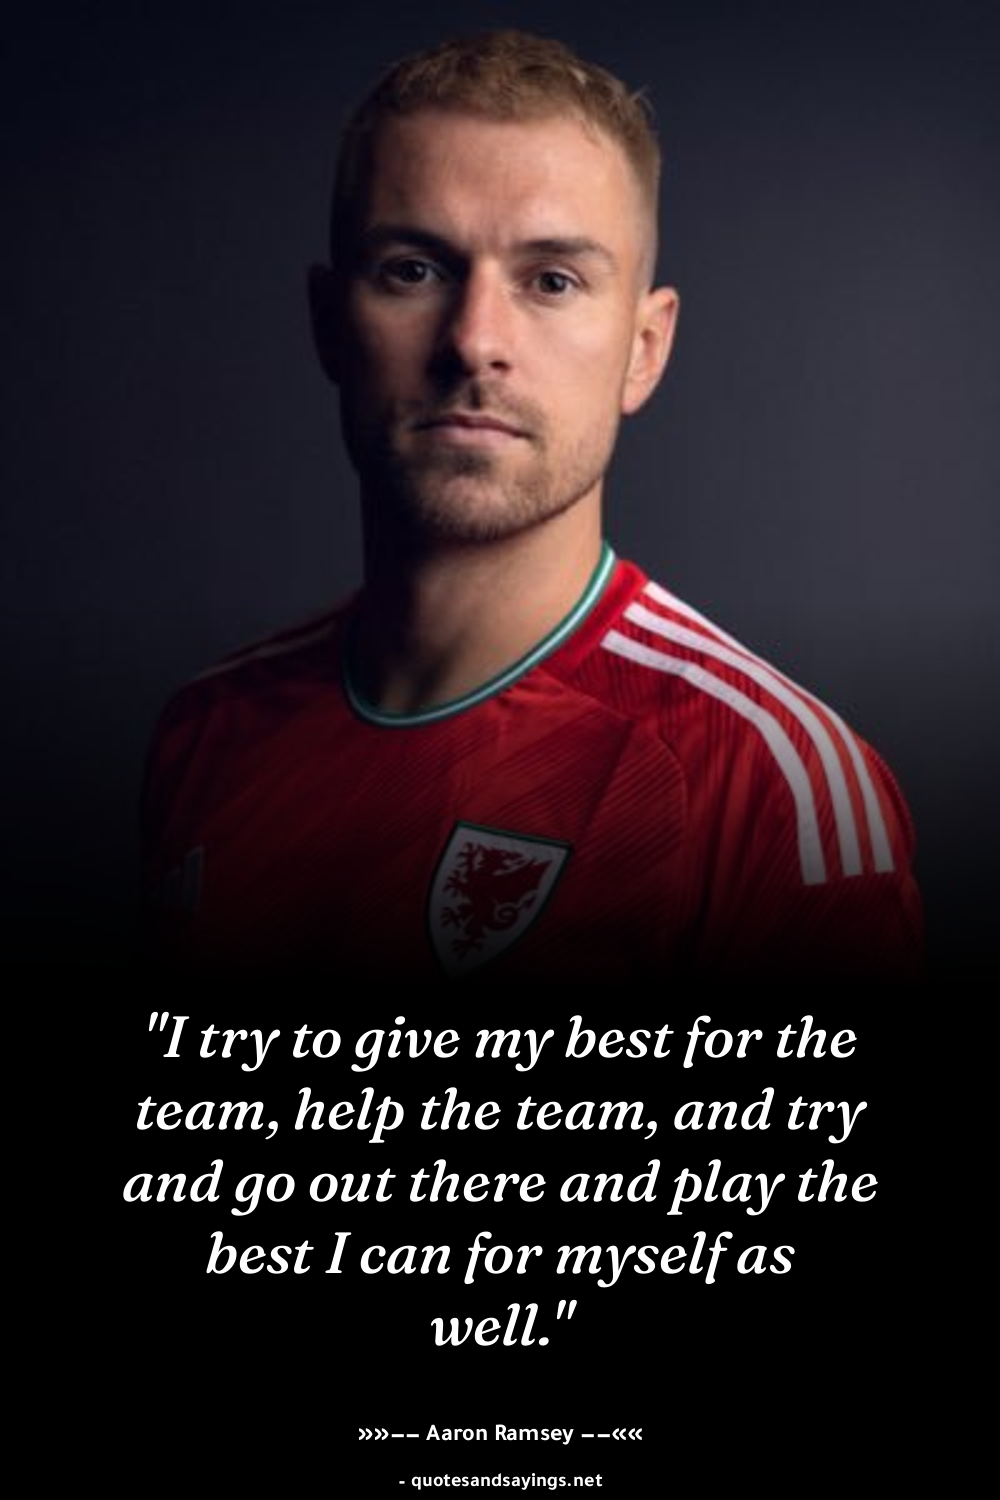 "I try to give my best for the
team, help the team, and try
and go out there and play the
best I can for myself as
well."
»»−− Aaron Ramsey −−««
- quotesandsayings.net